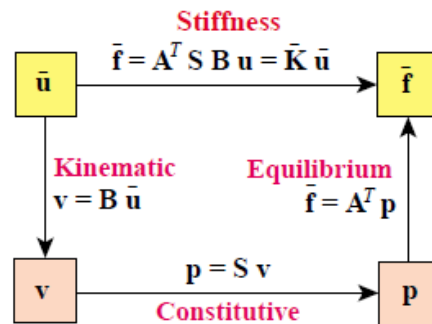 Stiffness
f̄ = Aᵀ S B u = K̄ ū
ū
f̄
Kinematic
v = B ū
Equilibrium
f̄ = Aᵀ p
v
p = S v
Constitutive
p